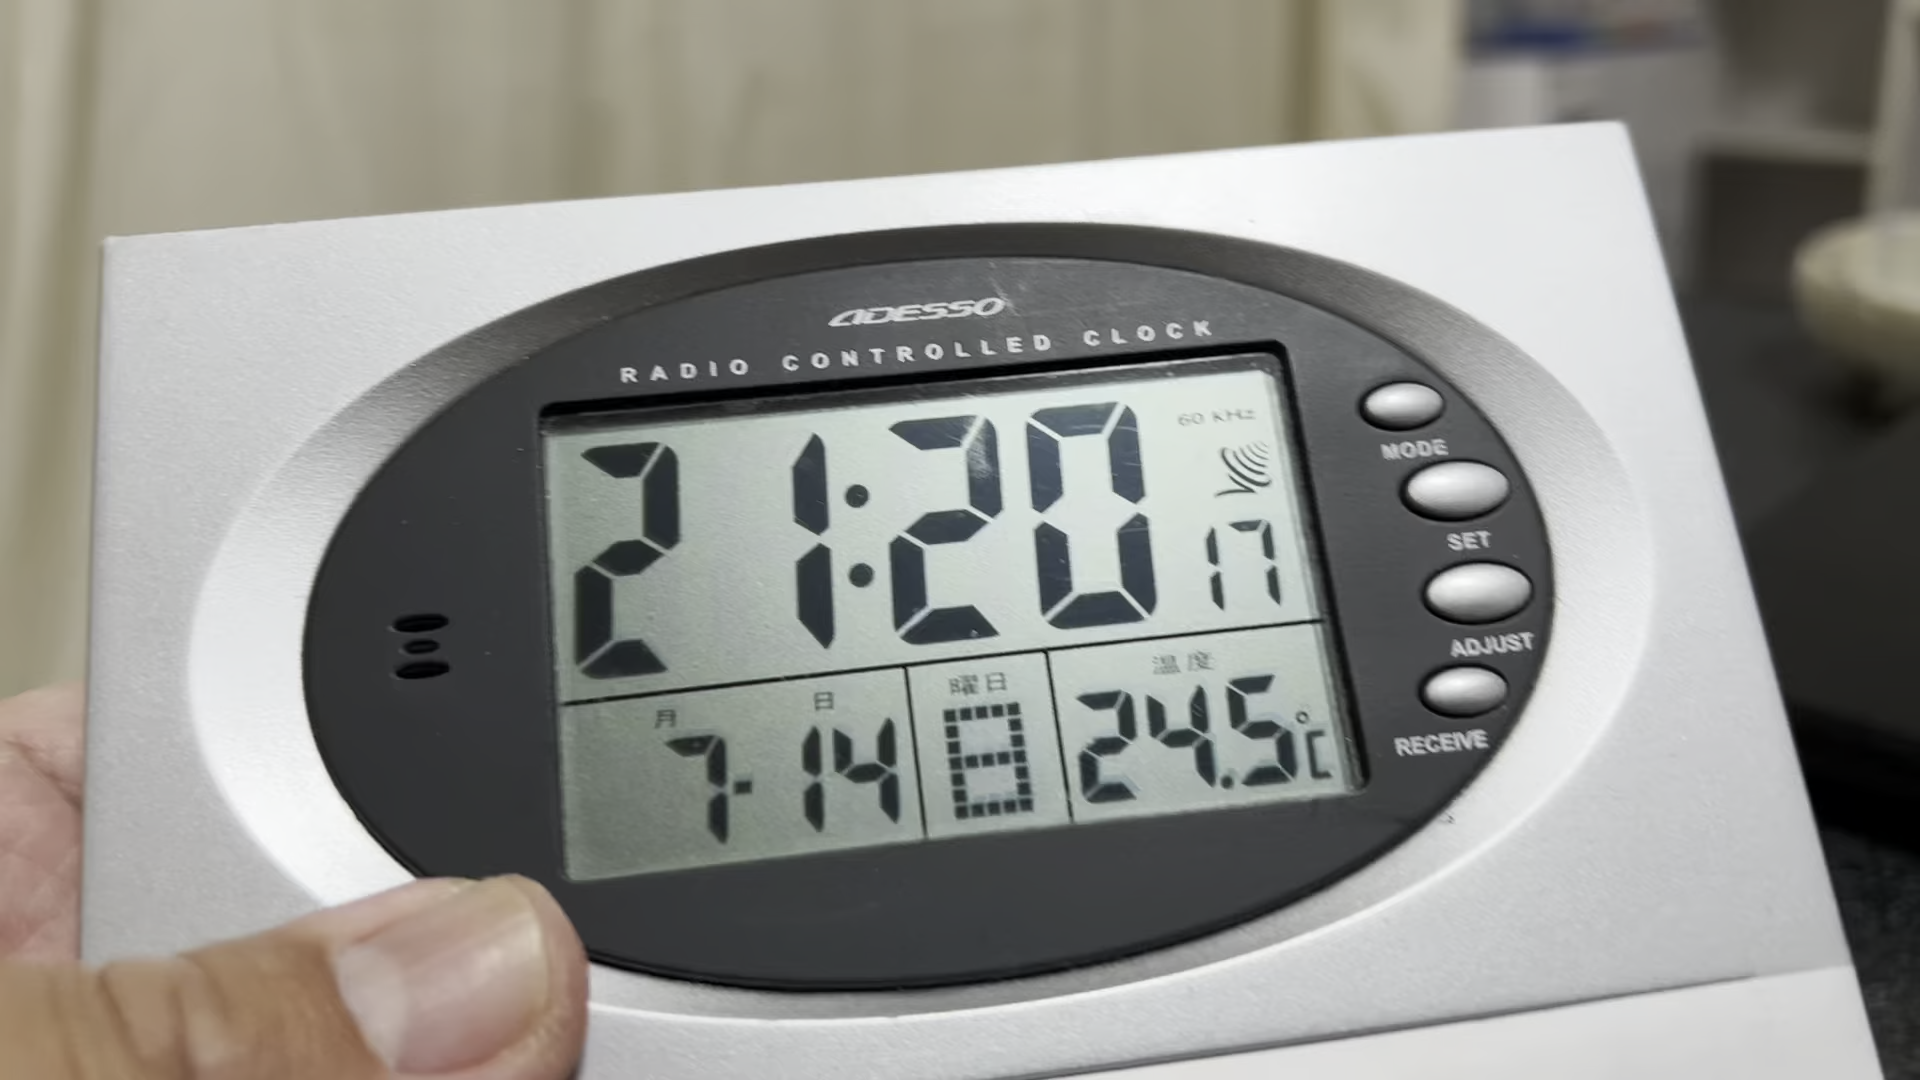 ADESSO
RADIO CONTROLLED CLOCK
60 KHz
21:20 17
月 日 曜日 温度
7-14 日 24.5°C
MODE
SET
ADJUST
RECEIVE